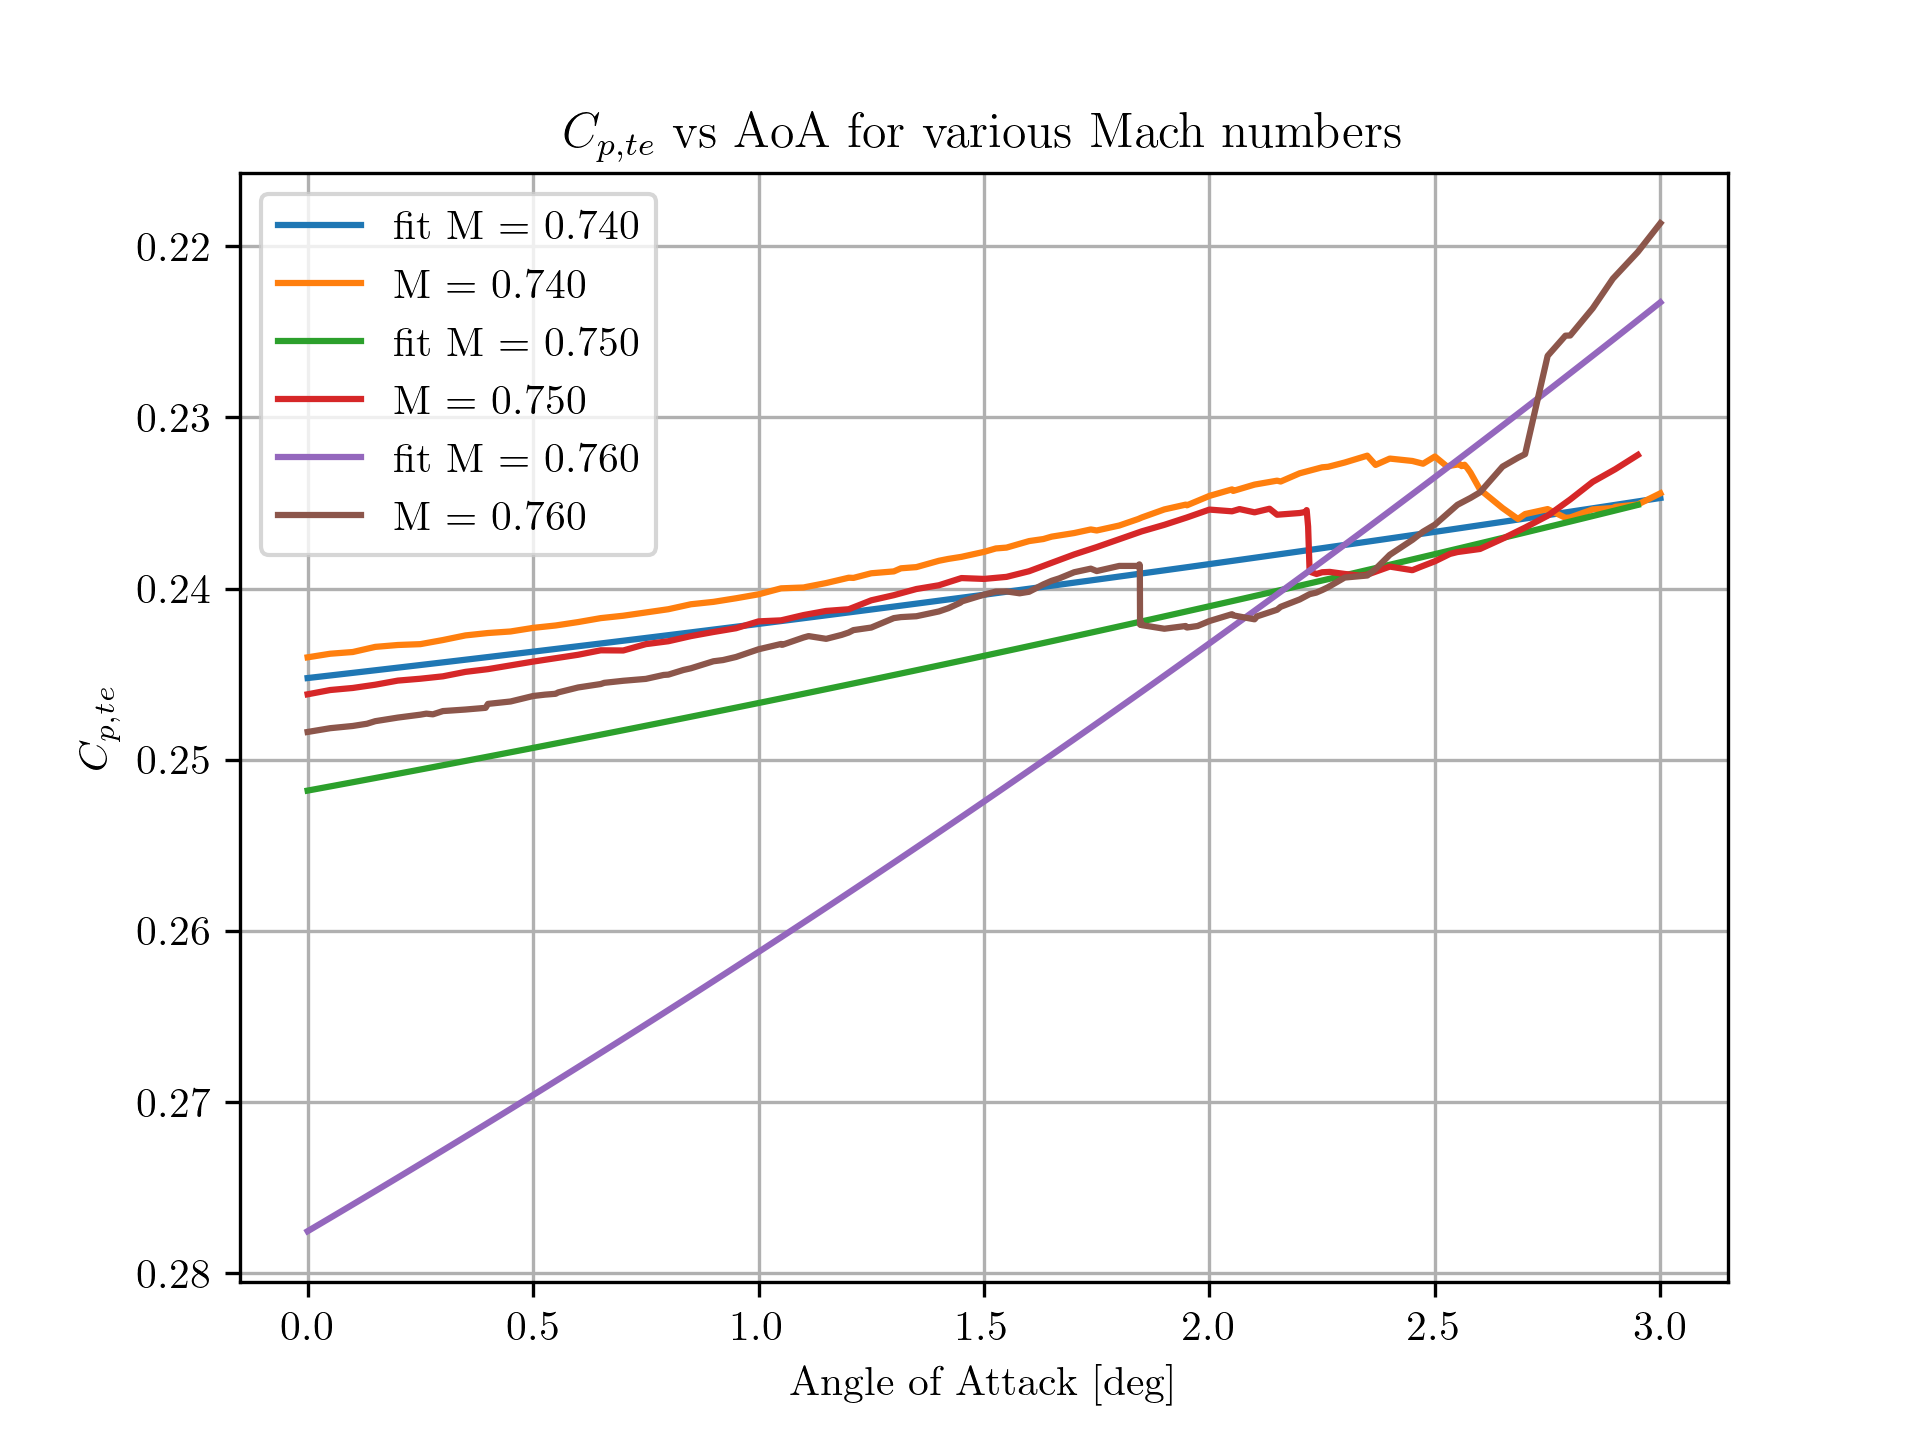 C_{p,te} vs AoA for various Mach numbers
fit M = 0.740
M = 0.740
fit M = 0.750
M = 0.750
fit M = 0.760
M = 0.760
0.22
0.23
0.24
0.25
0.26
0.27
0.28
C_{p,te}
0.0 0.5 1.0 1.5 2.0 2.5 3.0
Angle of Attack [deg]